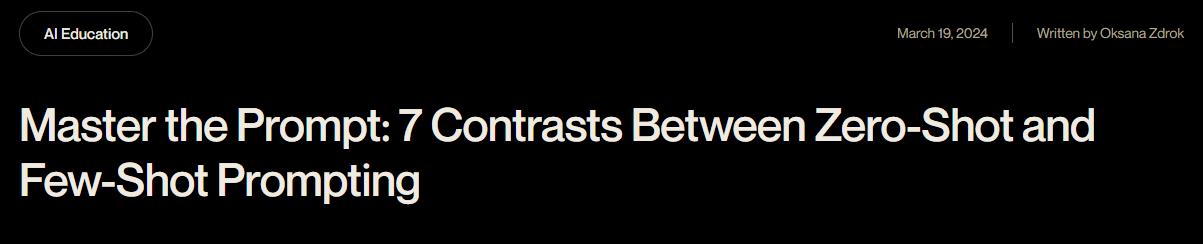 AI Education
March 19, 2024
Written by Oksana Zdrok
Master the Prompt: 7 Contrasts Between Zero-Shot and
Few-Shot Prompting